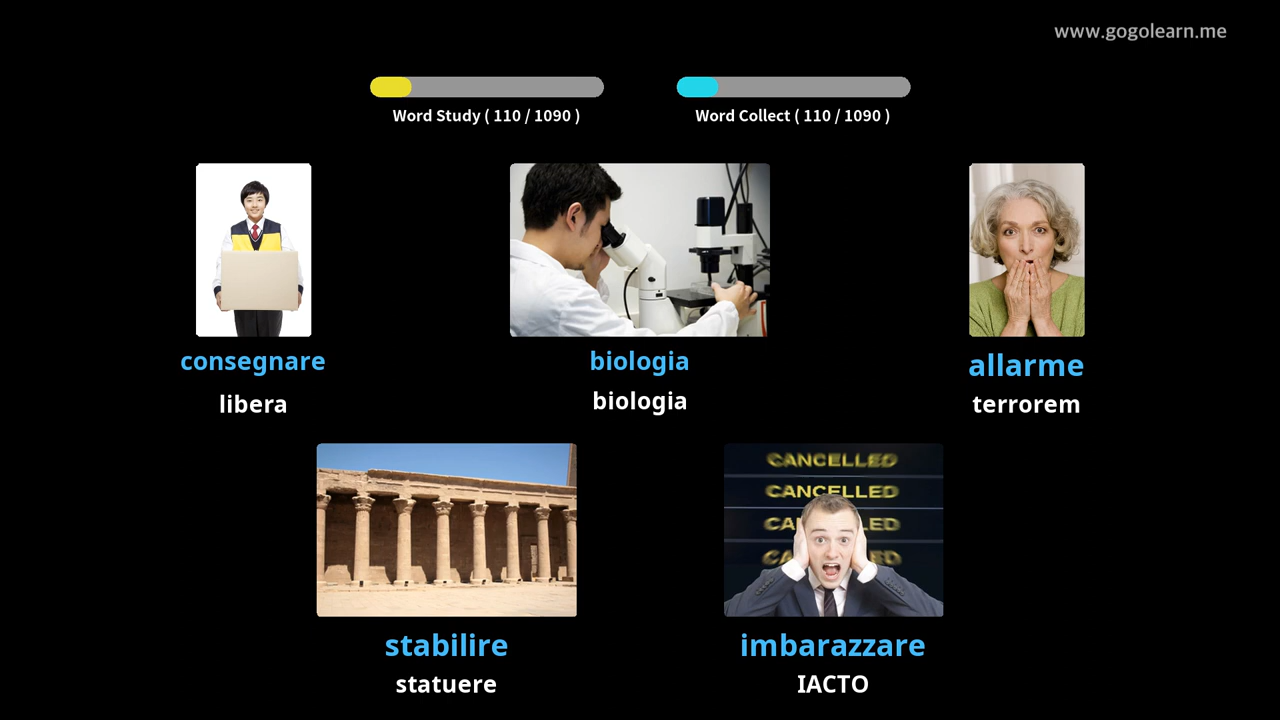 www.gogolearn.me
Word Study ( 110 / 1090 )
Word Collect ( 110 / 1090 )
consegnare
libera
biologia
biologia
allarme
terrorem
CANCELLED
CANCELLED
stabilire
statuere
imbarazzare
IACTO